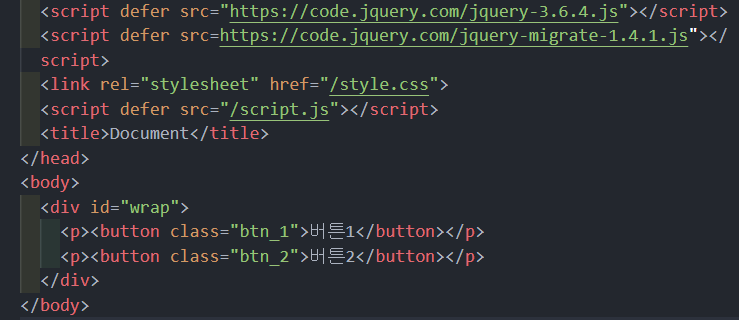 <script defer src="https://code.jquery.com/jquery-3.6.4.js"></script>
<script defer src=https://code.jquery.com/jquery-migrate-1.4.1.js"></
script>
<link rel="stylesheet" href="/style.css">
<script defer src="/script.js"></script>
<title>Document</title>
</head>
<body>
<div id="wrap">
<p><button class="btn_1">버튼1</button></p>
<p><button class="btn_2">버튼2</button></p>
</div>
</body>